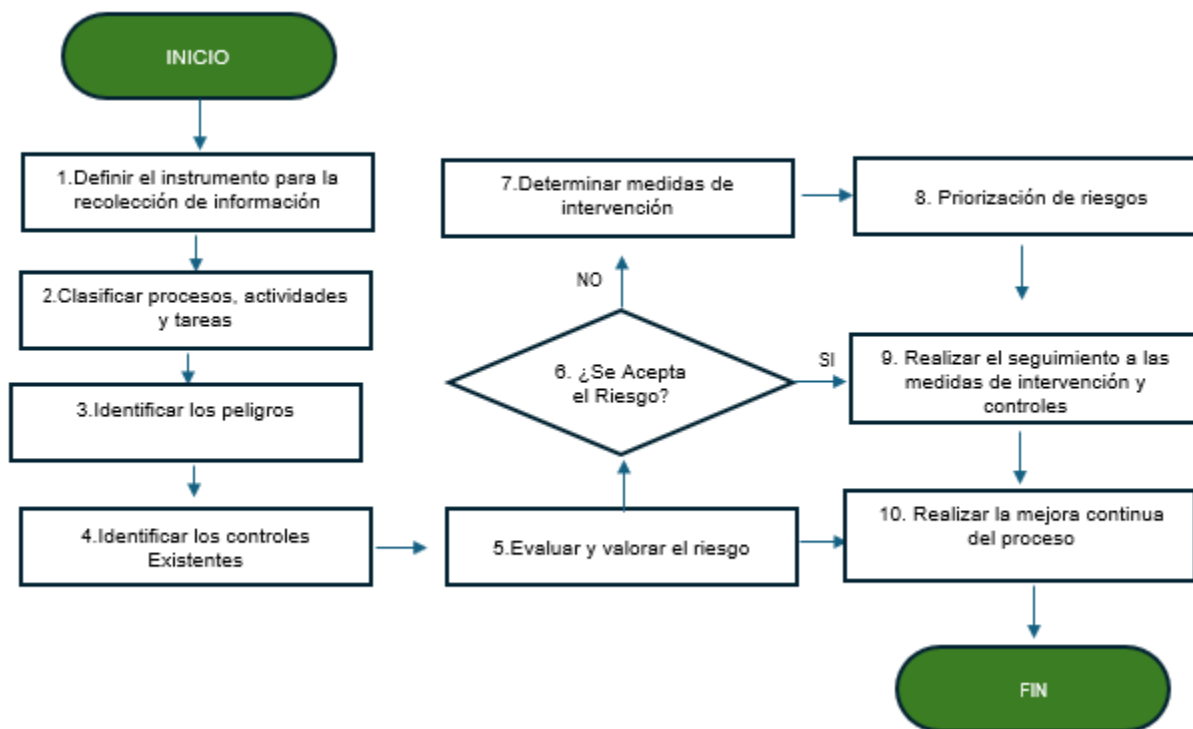 INICIO
1.Definir el instrumento para la
recolección de información
2.Clasificar procesos, actividades
y tareas
3.Identificar los peligros
4.Identificar los controles
Existentes
5.Evaluar y valorar el riesgo
6. ¿Se Acepta
el Riesgo?
NO
SI
7.Determinar medidas de
intervención
8. Priorización de riesgos
9. Realizar el seguimiento a las
medidas de intervención y
controles
10. Realizar la mejora continua
del proceso
FIN